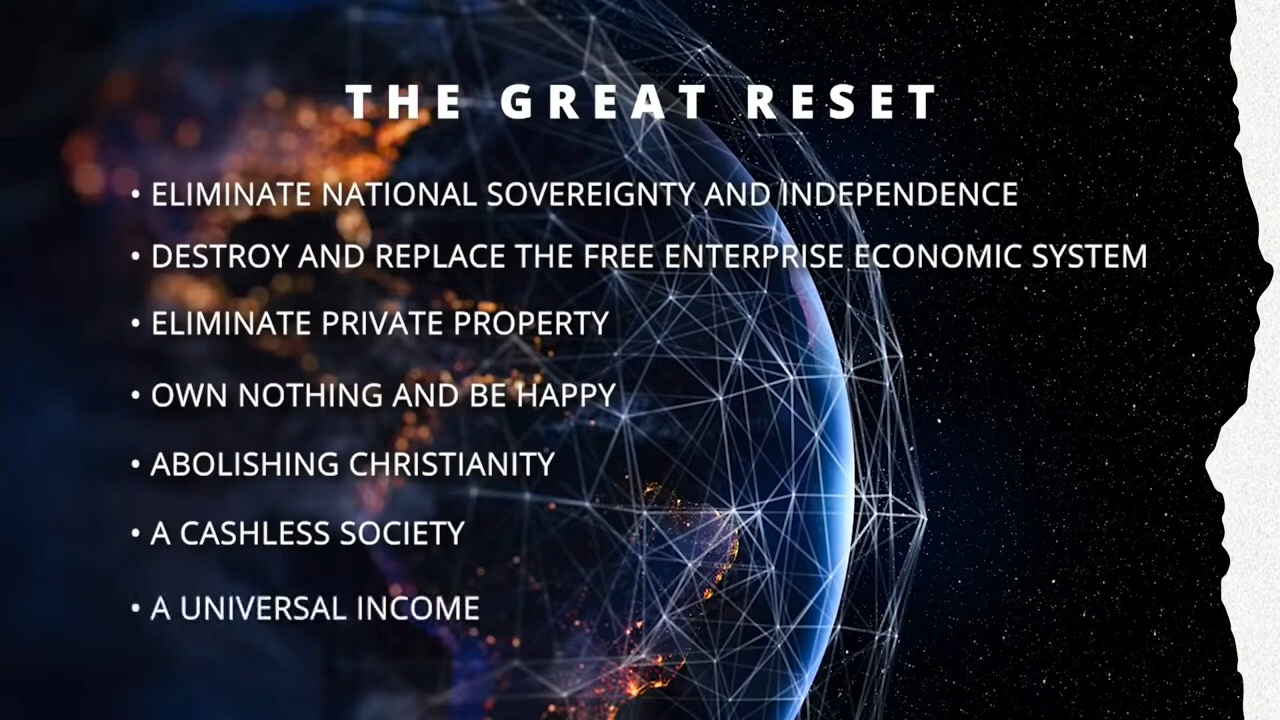 THE GREAT RESET
• ELIMINATE NATIONAL SOVEREIGNTY AND INDEPENDENCE
• DESTROY AND REPLACE THE FREE ENTERPRISE ECONOMIC SYSTEM
• ELIMINATE PRIVATE PROPERTY
• OWN NOTHING AND BE HAPPY
• ABOLISHING CHRISTIANITY
• A CASHLESS SOCIETY
• A UNIVERSAL INCOME